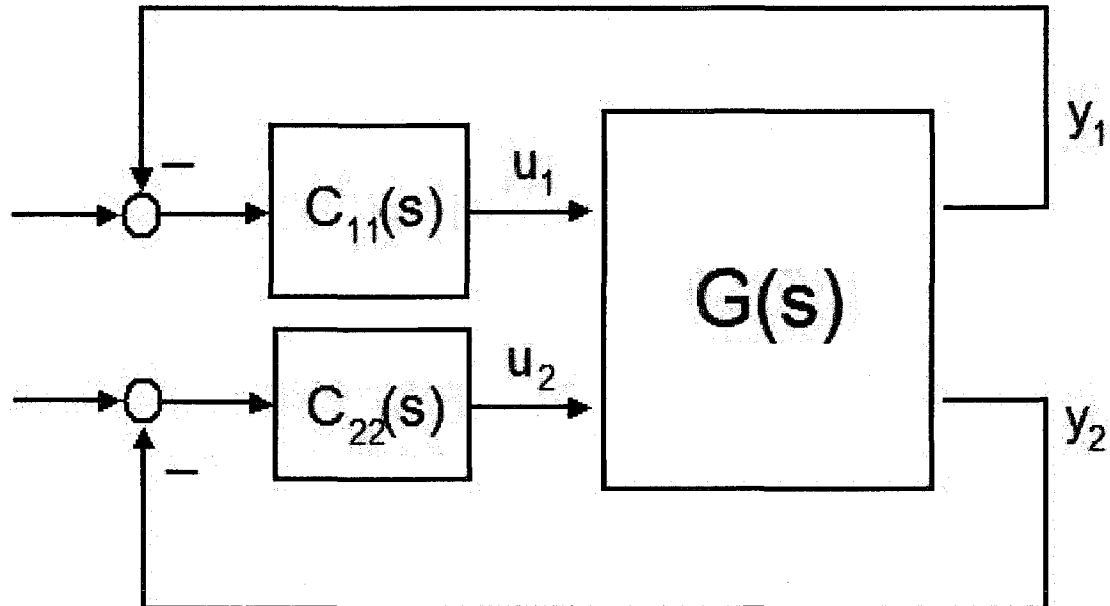 y₁
−
C₁₁(s)
u₁
G(s)
C₂₂(s)
u₂
y₂
−